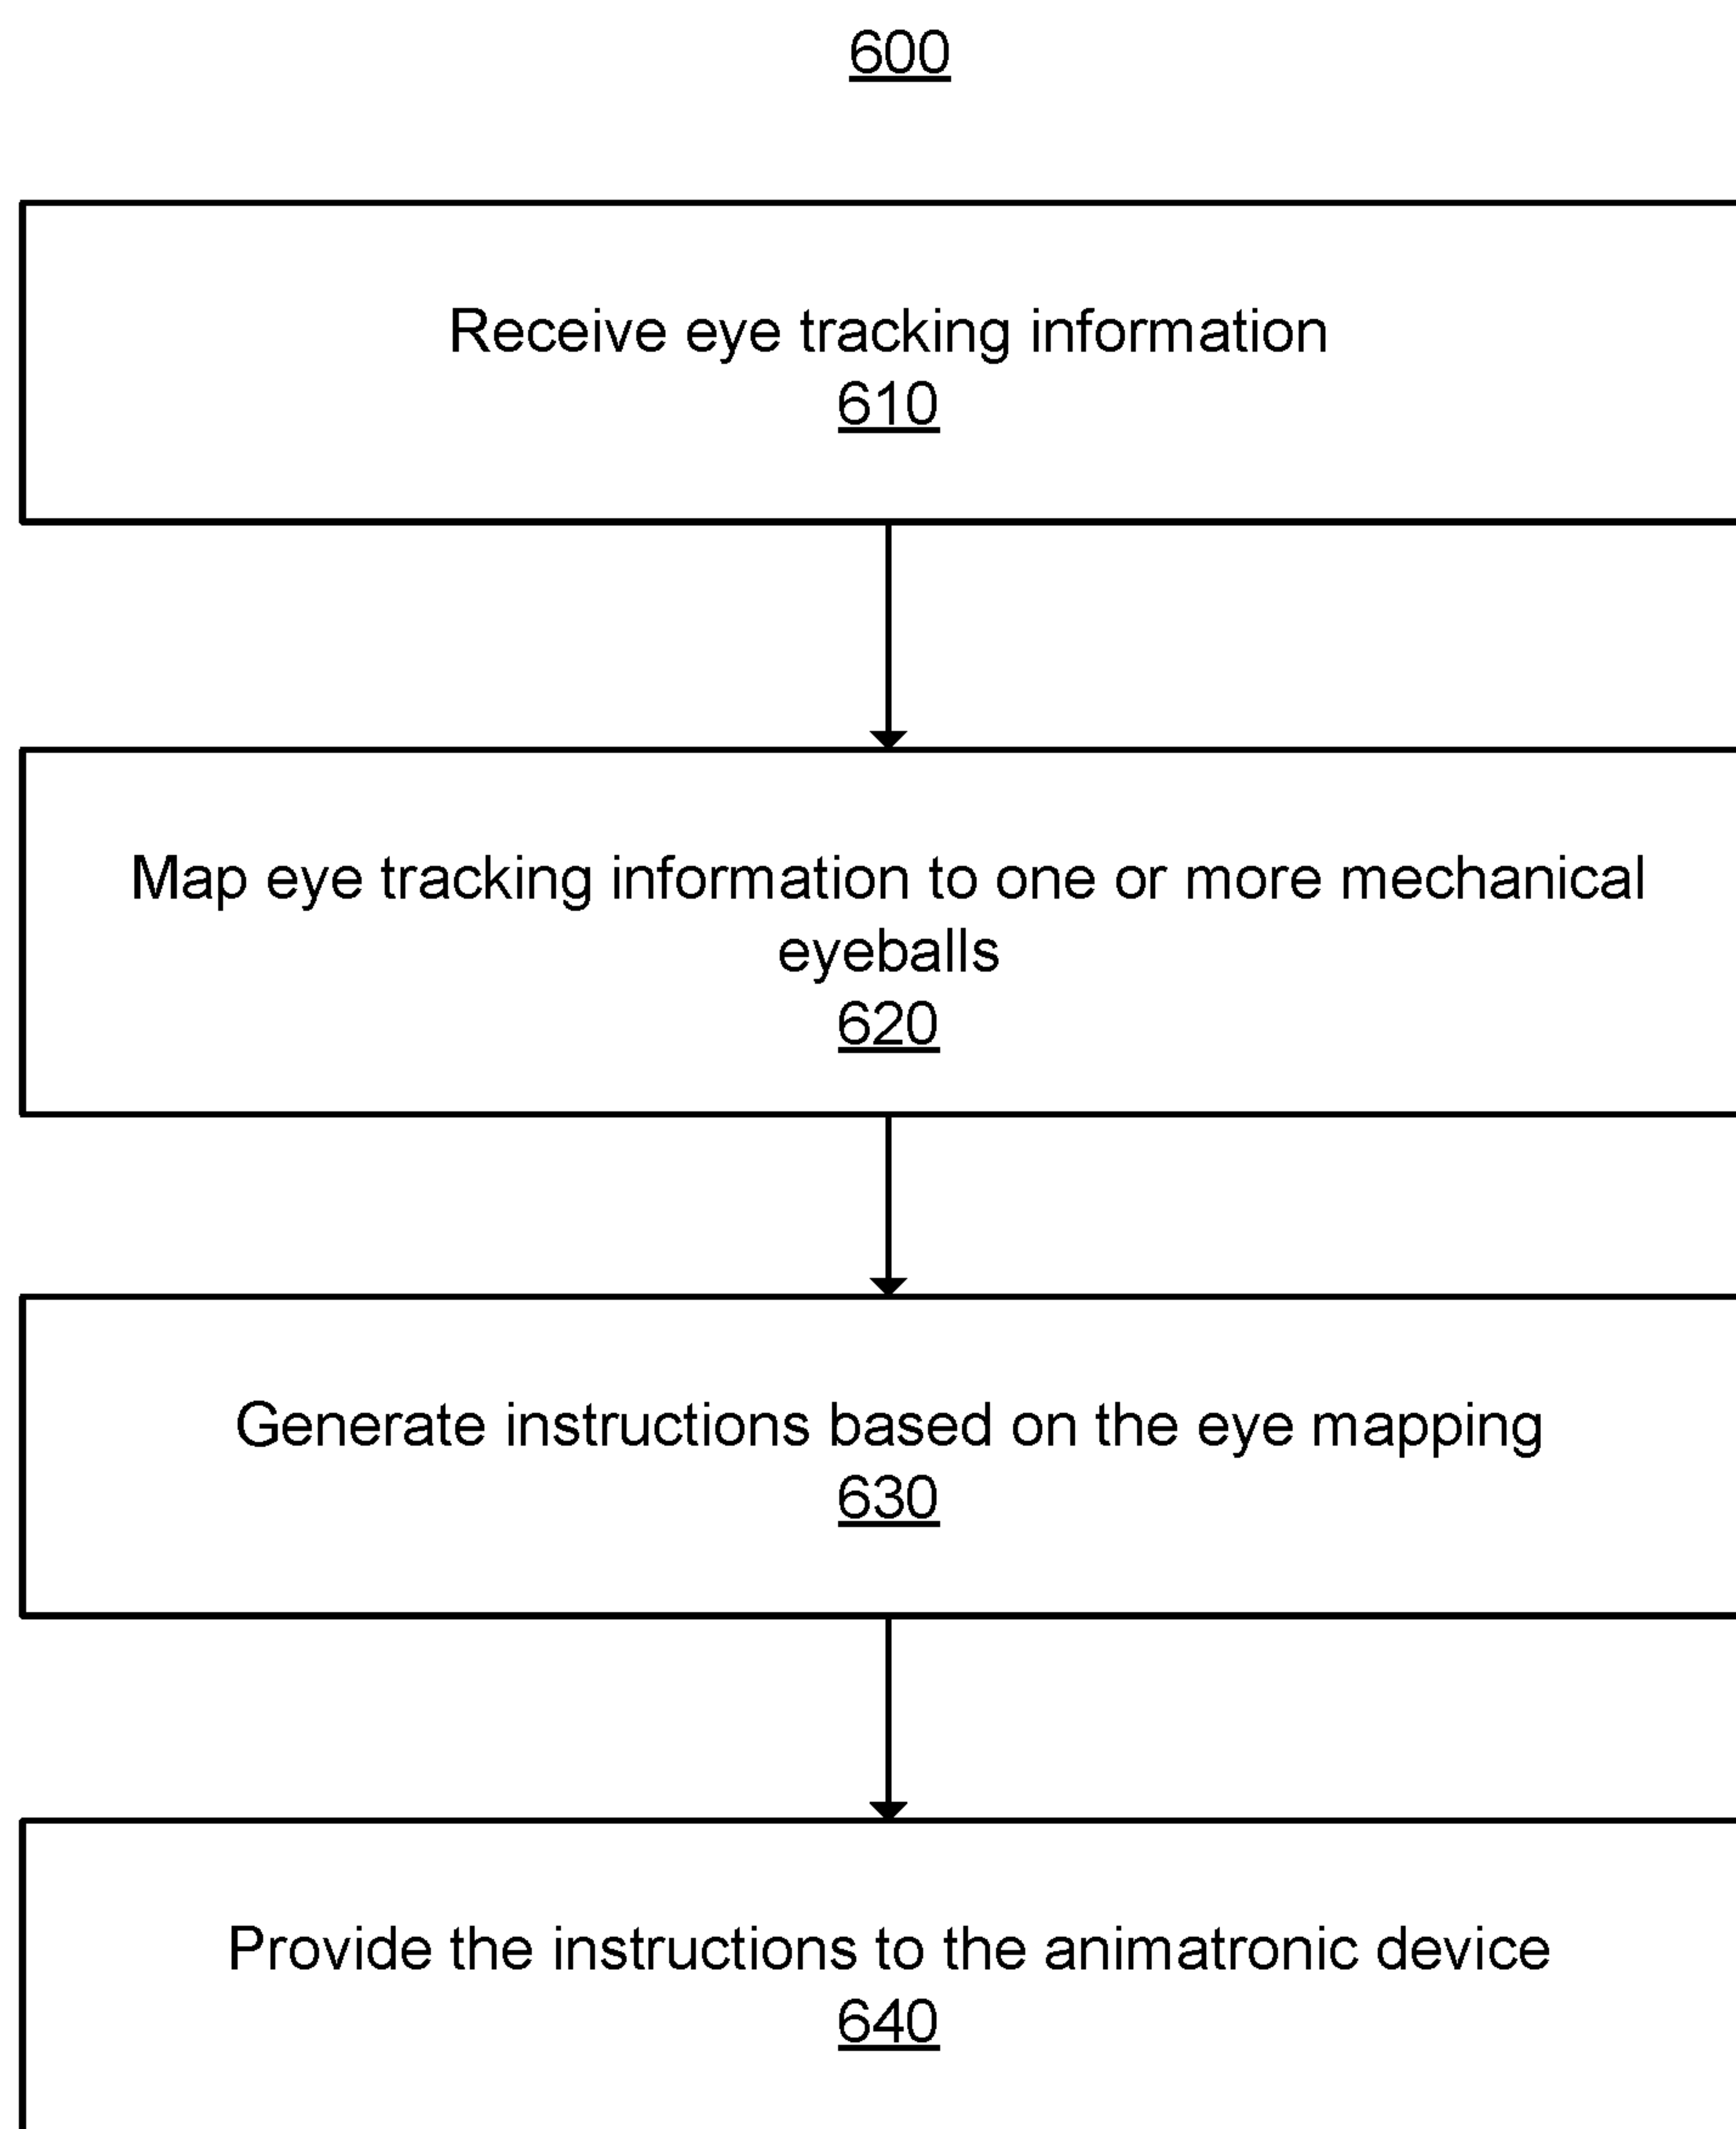 600
Receive eye tracking information
610
Map eye tracking information to one or more mechanical
eyeballs
620
Generate instructions based on the eye mapping
630
Provide the instructions to the animatronic device
640